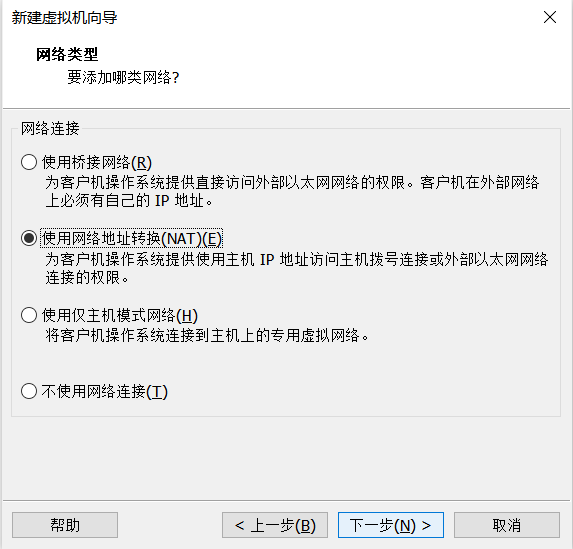 新建虚拟机向导
网络类型
要添加哪类网络?
网络连接
使用桥接网络(R)
为客户机操作系统提供直接访问外部以太网网络的权限。客户机在外部网络
上必须有自己的 IP 地址。
使用网络地址转换(NAT)(E)
为客户机操作系统提供使用主机 IP 地址访问主机拨号连接或外部以太网网络
连接的权限。
使用仅主机模式网络(H)
将客户机操作系统连接到主机上的专用虚拟网络。
不使用网络连接(T)
帮助 < 上一步(B) 下一步(N) > 取消